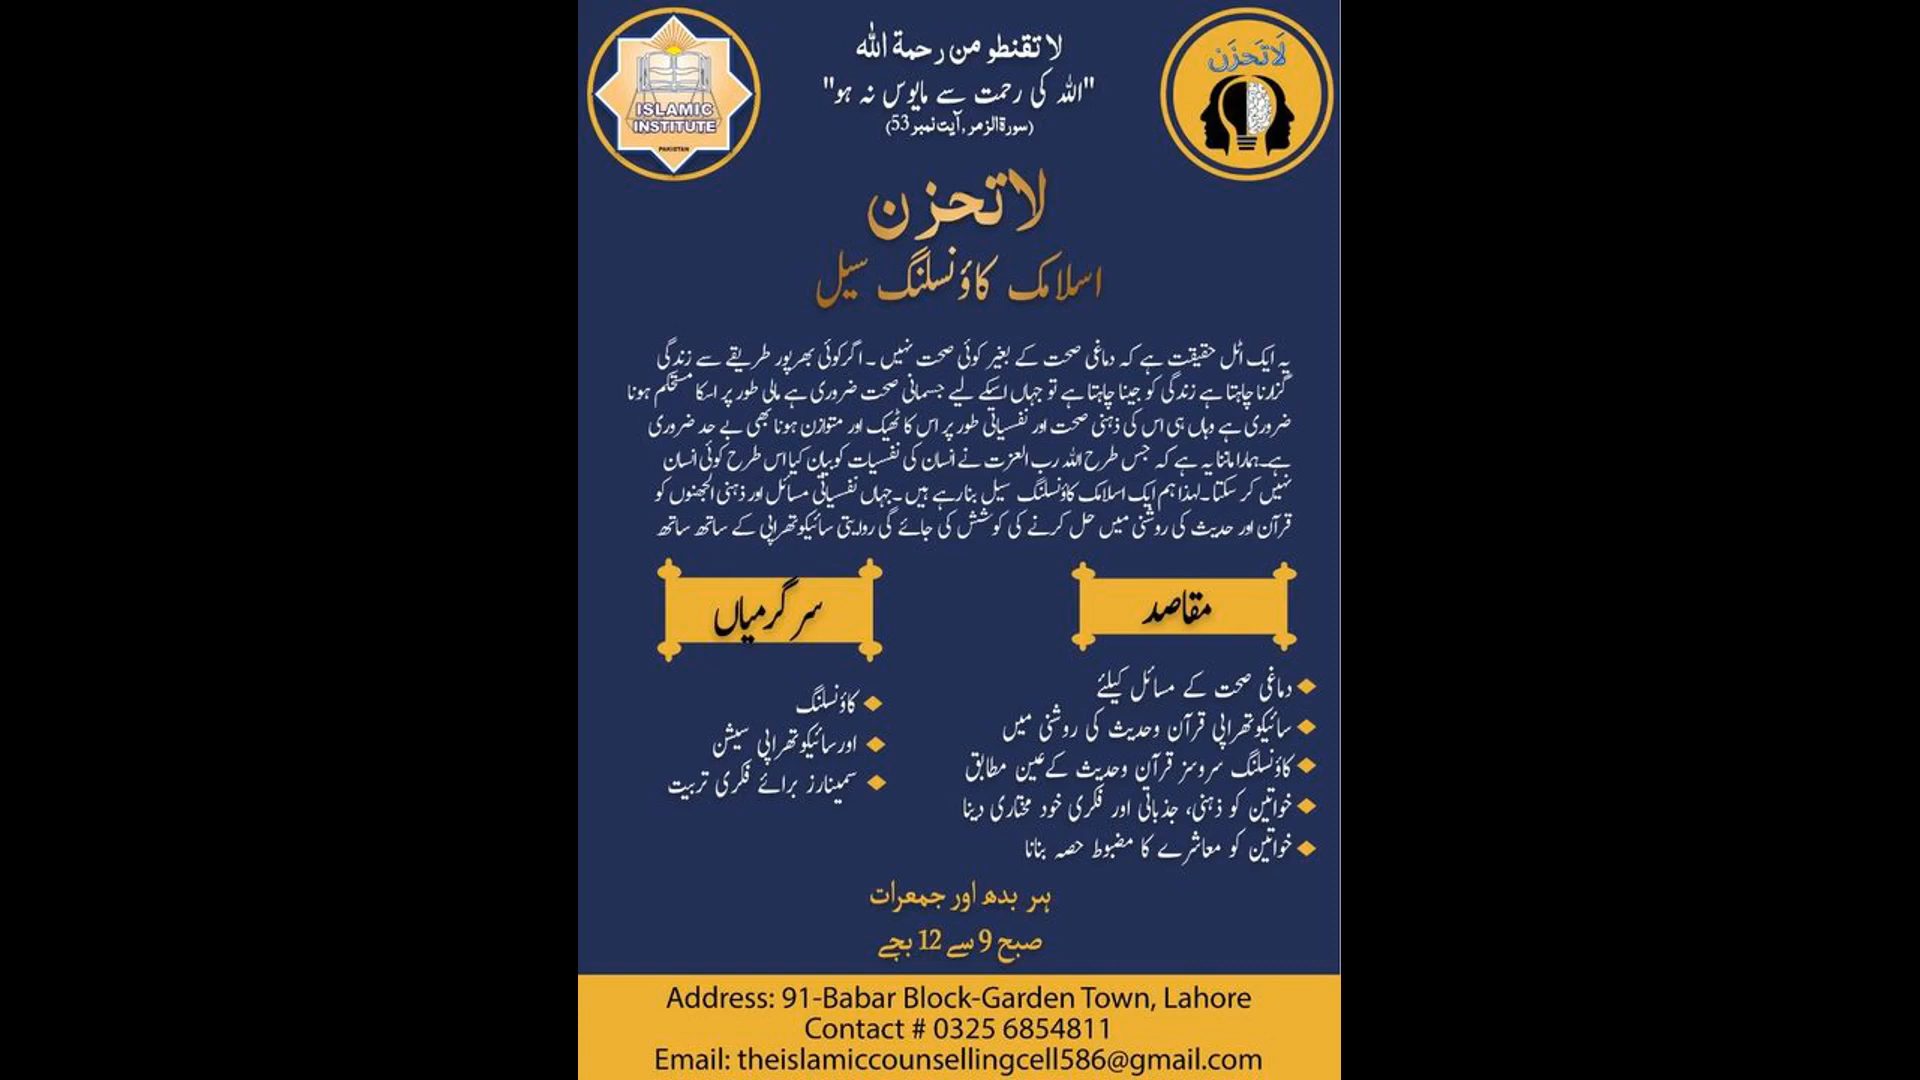 لا تقنطو من رحمة الله
"اللہ کی رحمت سے مایوس نہ ہو"
(سورۃالزمر,آیت نمبر53)
ISLAMIC
INSTITUTE
PAKISTAN
لَاتَحزَن
لاتحزن
اسلامک کاؤنسلنگ سیل
یہ ایک اٹل حقیقت ہے کہ دماغی صحت کے بغیر کوئی صحت نہیں ۔ اگرکوئی بھرپور طریقے سے زندگی
گزارنا چاہتا ہے زندگی کو جینا چاہتا ہے تو جہاں اسکے لیے جسمانی صحت ضروری ہے مالی طور پر اسکا مستحکم ہونا
ضروری ہے وہاں ہی اس کی ذہنی صحت اور نفسیاتی طور پر اس کا ٹھیک اور متوازن ہونا بھی بے حد ضروری
ہے۔ہمارا ماننا یہ ہے کہ جس طرح اللہ رب العزت نے انسان کی نفسیات کو بیان کیا اس طرح کوئی انسان
نہیں کر سکتا۔لہذا ہم ایک اسلامک کاؤنسلنگ سیل بنا رہے ہیں ۔جہاں نفسیاتی مسائل اور ذہنی الجھنوں کو
قرآن اور حدیث کی روشنی میں حل کرنے کی کوشش کی جائے گی روایتی سائیکوتھراپی کے ساتھ ساتھ
مقاصد
دماغی صحت کے مسائل کیلئے
سائیکوتھراپی قرآن وحدیث کی روشنی میں
کاؤنسلنگ سروسز قرآن وحدیث کے عین مطابق
خواتین کو ذہنی، جذباتی اور فکری خود مختاری دینا
خواتین کو معاشرے کا مضبوط حصہ بنانا
سرگرمیاں
کاؤنسلنگ
اورسائیکوتھراپی سیشن
سمینارز برائے فکری تربیت
ہر بدھ اور جمعرات
صبح 9 سے 12 بجے
Address: 91-Babar Block-Garden Town, Lahore
Contact # 0325 6854811
Email: theislamiccounsellingcell586@gmail.com